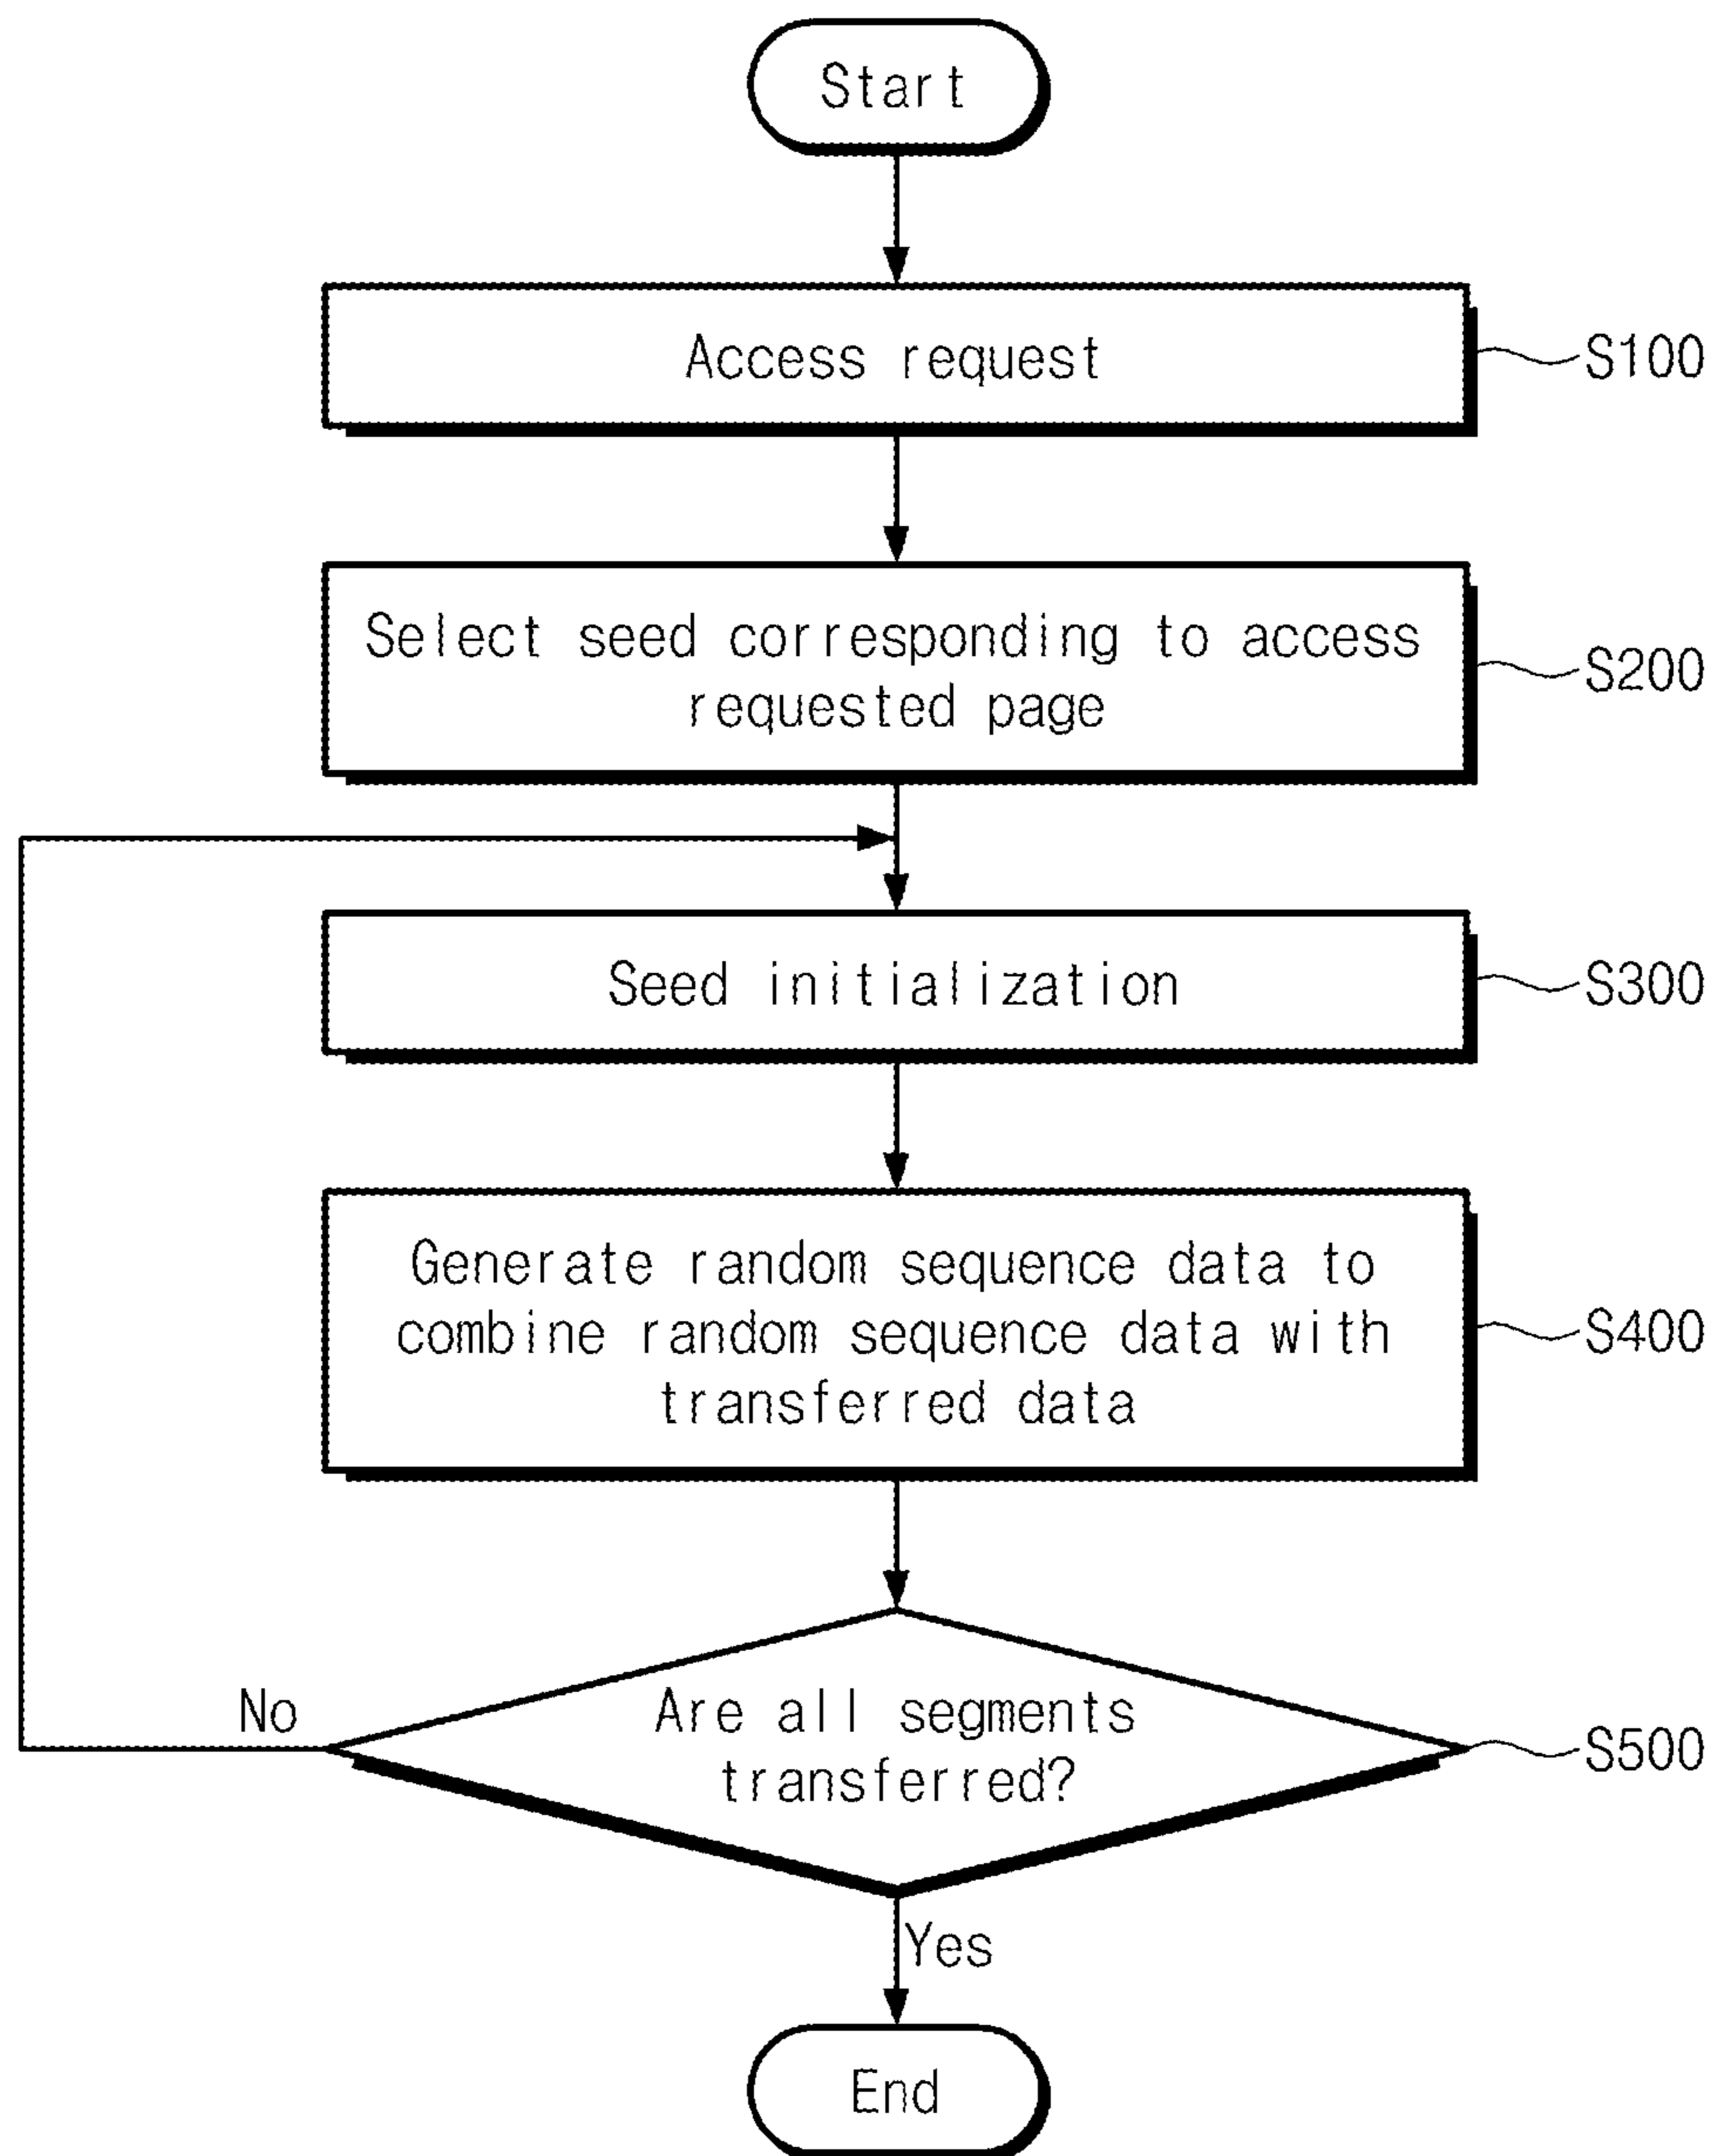 Start
Access request
S100
Select seed corresponding to access
requested page
S200
Seed initialization
S300
Generate random sequence data to
combine random sequence data with
transferred data
S400
No
Are all segments
transferred?
S500
Yes
End